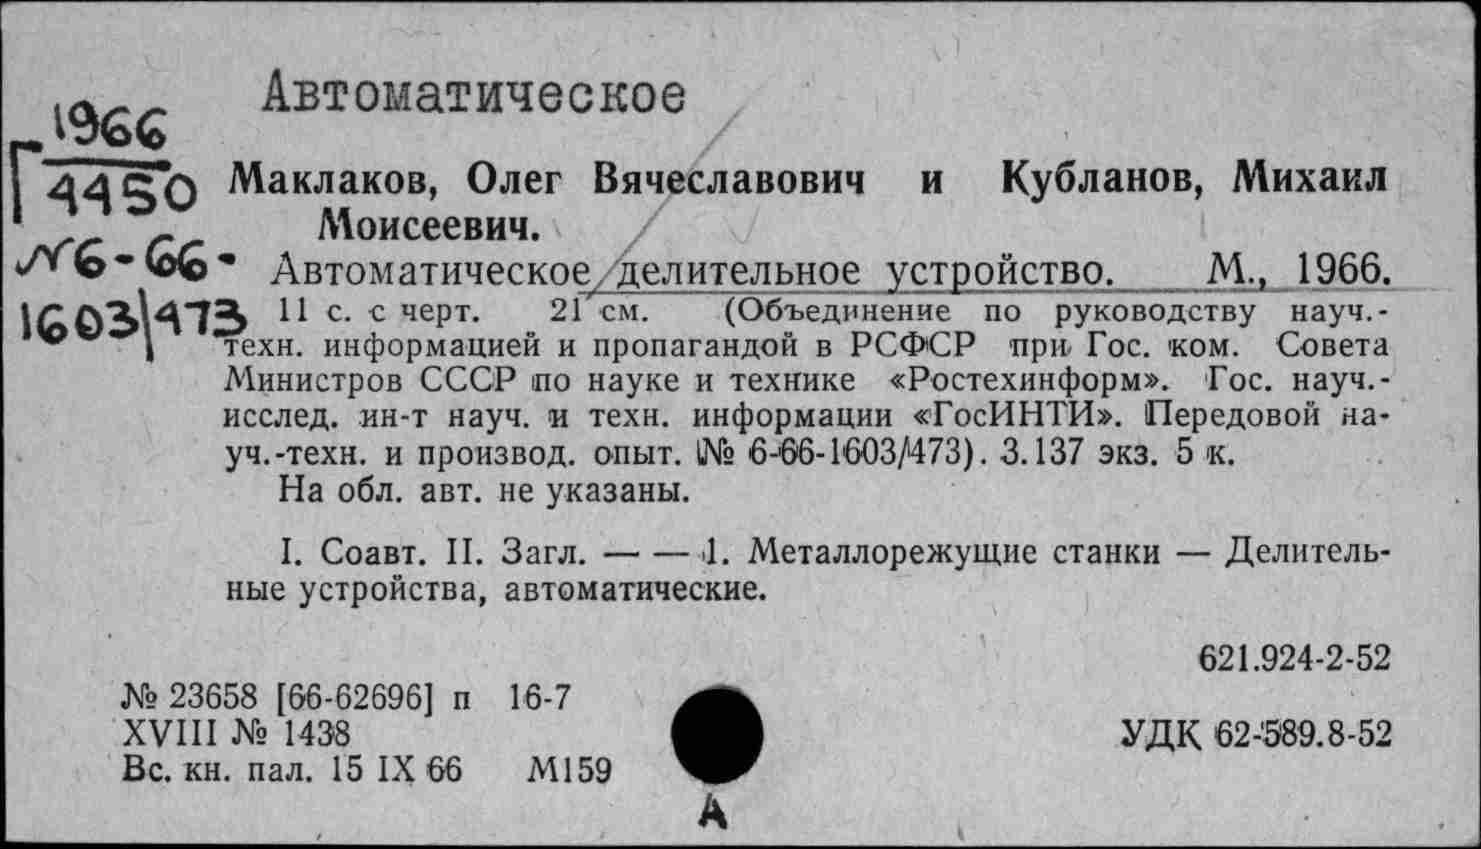 Автоматическое
1966
Г 4450
№6-66-
1603\473
Маклаков, Олег Вячеславович и Кубланов, Михаил
Моисеевич.
Автоматическое делительное устройство. М., 1966.
11 с. с черт. 21 см. (Объединение по руководству науч.-
техн. информацией и пропагандой в РСФСР при Гос. ком. Совета
Министров СССР по науке и технике «Ростехинформ». Гос. науч.-
исслед. ин-т науч. и техн. информации «ГосИНТИ». Передовой на-
уч.-техн. и производ. опыт. № 6-66-1603/473). 3.137 экз. 5 к.
На обл. авт. не указаны.
I. Соавт. II. Загл. — — 1. Металлорежущие станки — Делитель-
ные устройства, автоматические.
621.924-2-52
№ 23658 [66-62696] п 16-7
XVIII № 1438
УДК 62-589.8-52
Вс. кн. пал. 15 IX 66 М159
А